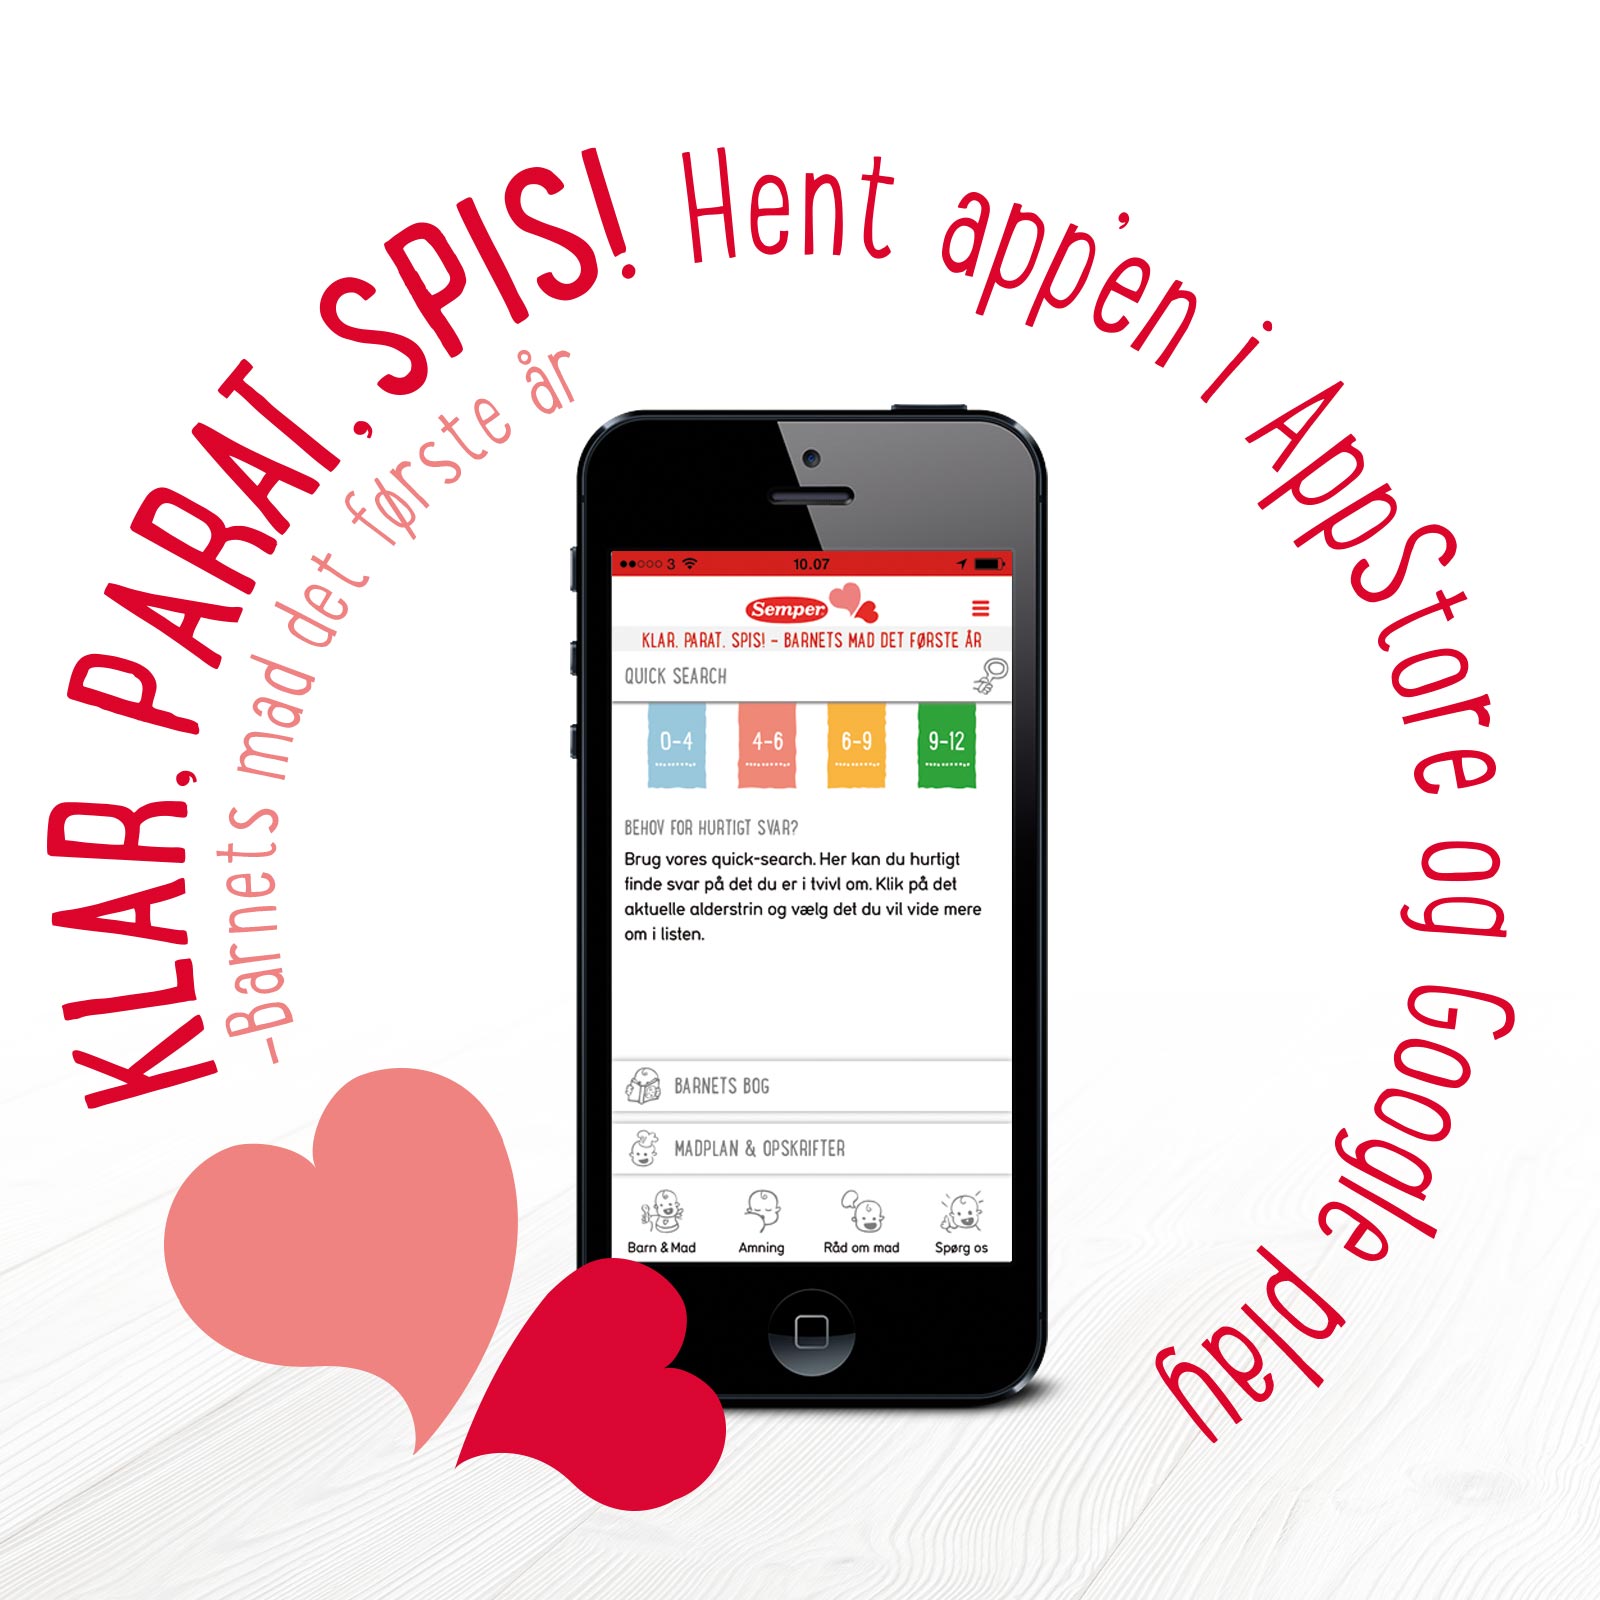 KLAR, PARAT, SPIS! Hent app'en i AppStore og Google play
-Barnets mad det første år
3 10.07
Semper
KLAR. PARAT. SPIS! - BARNETS MAD DET FØRSTE ÅR
QUICK SEARCH
0-4 4-6 6-9 9-12
BEHOV FOR HURTIGT SVAR?
Brug vores quick-search. Her kan du hurtigt
finde svar på det du er i tvivl om. Klik på det
aktuelle alderstrin og vælg det du vil vide mere
om i listen.
BARNETS BOG
MADPLAN & OPSKRIFTER
Barn & Mad Amning Råd om mad Spørg os